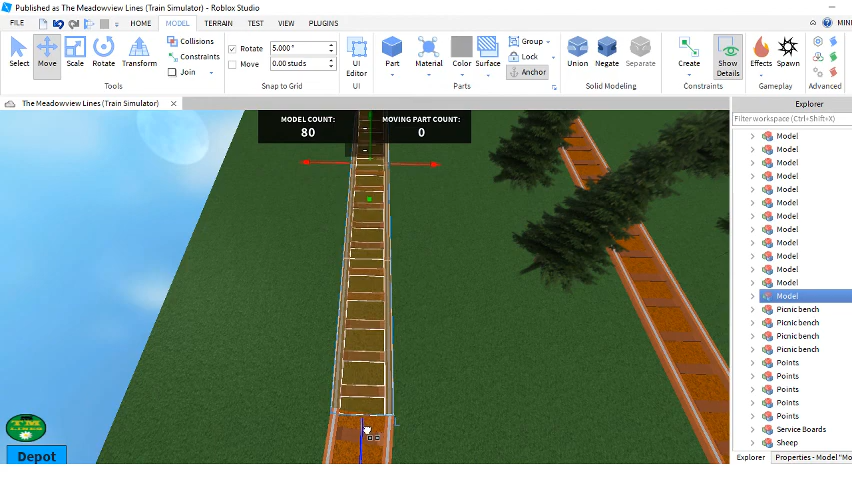 Published as The Meadowview Lines (Train Simulator) - Roblox Studio
FILE HOME MODEL TERRAIN TEST VIEW PLUGINS
Select Move Scale Rotate Transform
Collisions
Constraints
Join
Tools
Rotate 5.000°
Move 0.00 studs
Snap to Grid
UI Editor
UI
Part Material Color Surface
Group
Lock
Anchor
Parts
Union Negate Separate
Solid Modeling
Create Show Details
Constraints
Effects Spawn
Gameplay
Advanced
The Meadowview Lines (Train Simulator)
MODEL COUNT: MOVING PART COUNT:
80 0
Depot
Explorer
Filter workspace (Ctrl+Shift+X)
Model
Model
Model
Model
Model
Model
Model
Model
Model
Model
Model
Model
Model
Picnic bench
Picnic bench
Picnic bench
Picnic bench
Points
Points
Points
Points
Points
Service Boards
Sheep
Explorer Properties - Model "Mo